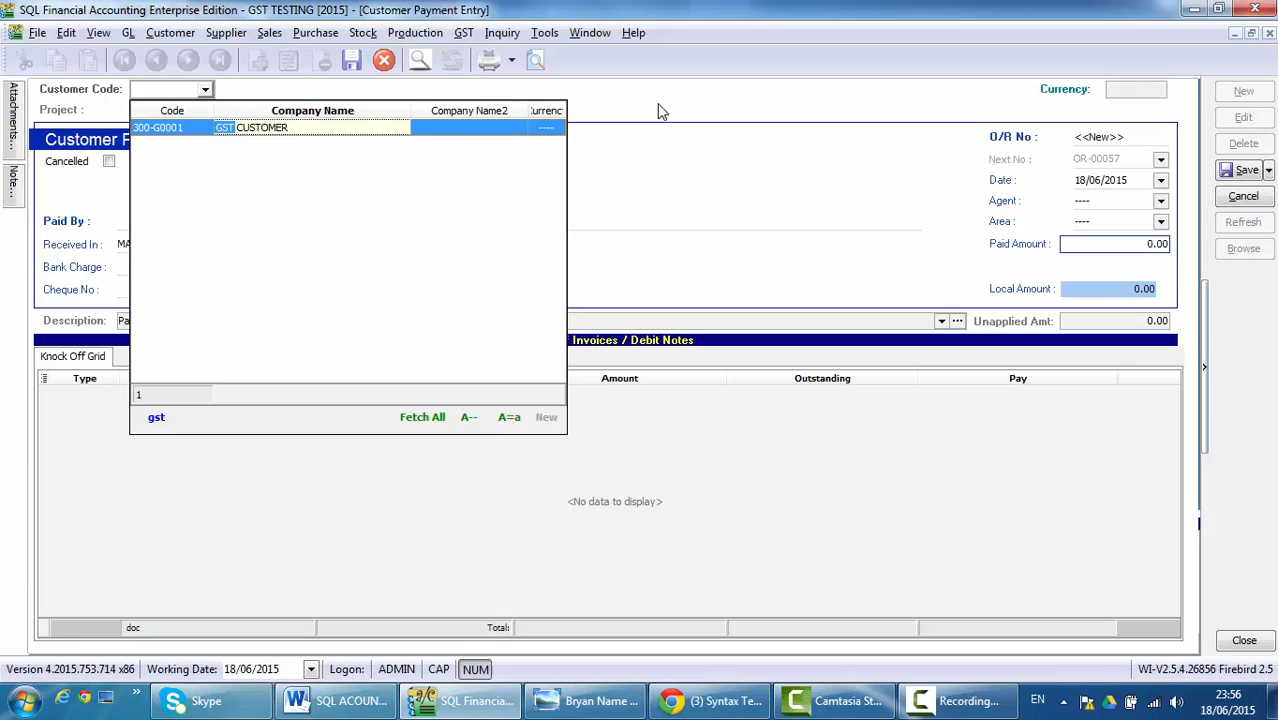 SQL Financial Accounting Enterprise Edition - GST TESTING [2015] - [Customer Payment Entry]
File Edit View GL Customer Supplier Sales Purchase Stock Production GST Inquiry Tools Window Help
Attachments...
Note...
Customer Code:
Currency:
Project :
Code Company Name Company Name2
300-G0001 GST CUSTOMER ----
Customer
Cancelled
O/R No : <<New>>
Next No : OR-00057
Date : 18/06/2015
Agent : ----
Paid By :
Area : ----
Received In : MA
Paid Amount : 0.00
Bank Charge :
Cheque No :
Local Amount : 0.00
Description: Pa
Unapplied Amt: 0.00
Invoices / Debit Notes
Knock Off Grid
Type Amount Outstanding Pay
1
gst Fetch All A-- A=a New
<No data to display>
doc Total:
New
Edit
Delete
Save
Cancel
Refresh
Browse
Close
Version 4.2015.753.714 x86 Working Date: 18/06/2015 Logon: ADMIN CAP NUM WI-V2.5.4.26856 Firebird 2.5
Skype SQL ACOUN... SQL Financia... Bryan Name ... (3) Syntax Te... Camtasia St... Recording... EN 23:56
18/06/2015